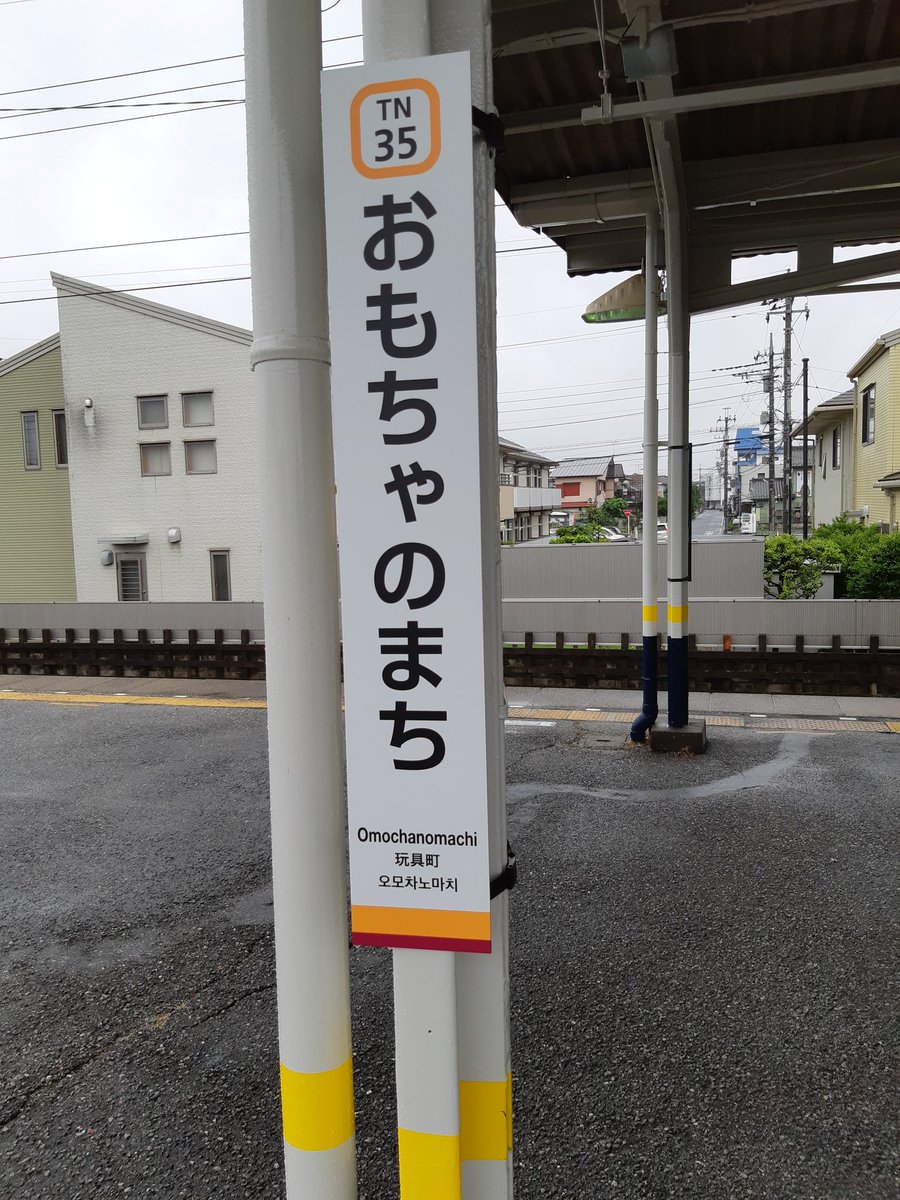 TN
35
おもちゃのまち
Omochanomachi
玩具町
오모차노마치